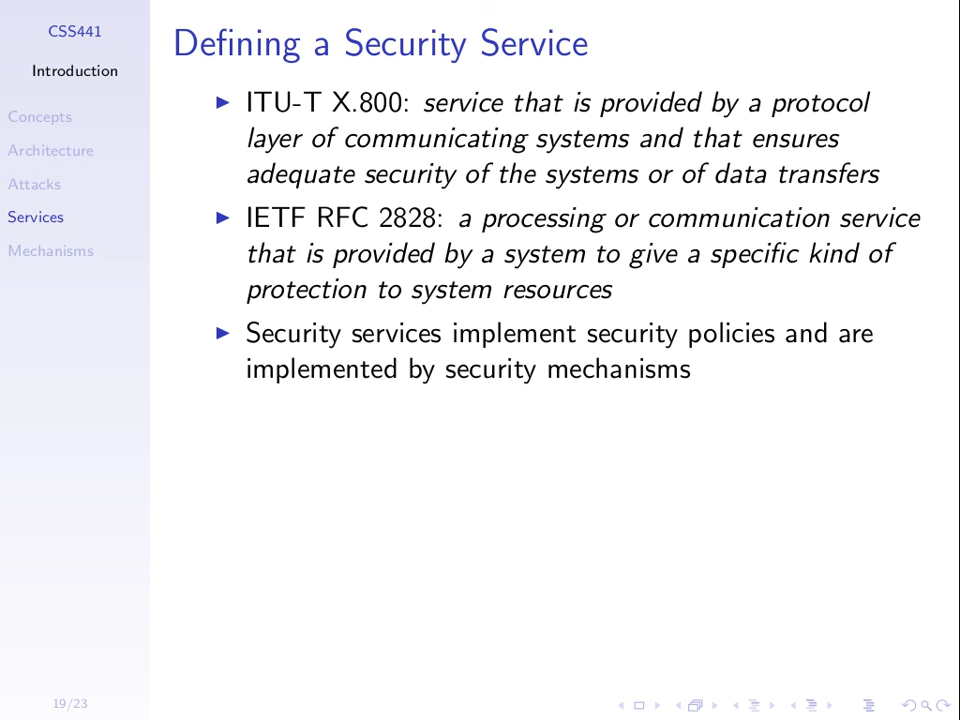 CSS441
Introduction
Concepts
Architecture
Attacks
Services
Mechanisms
Defining a Security Service
ITU-T X.800: service that is provided by a protocol
layer of communicating systems and that ensures
adequate security of the systems or of data transfers
IETF RFC 2828: a processing or communication service
that is provided by a system to give a specific kind of
protection to system resources
Security services implement security policies and are
implemented by security mechanisms
19/23